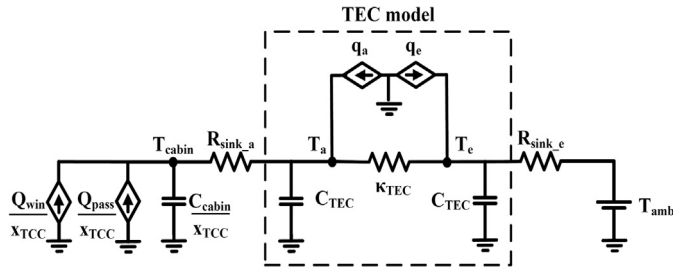 TEC model
qa qe
Tcabin Rsink_a Ta Te Rsink_e
Qwin Qpass Ccabin CTEC κTEC CTEC Tamb
xTCC xTCC xTCC